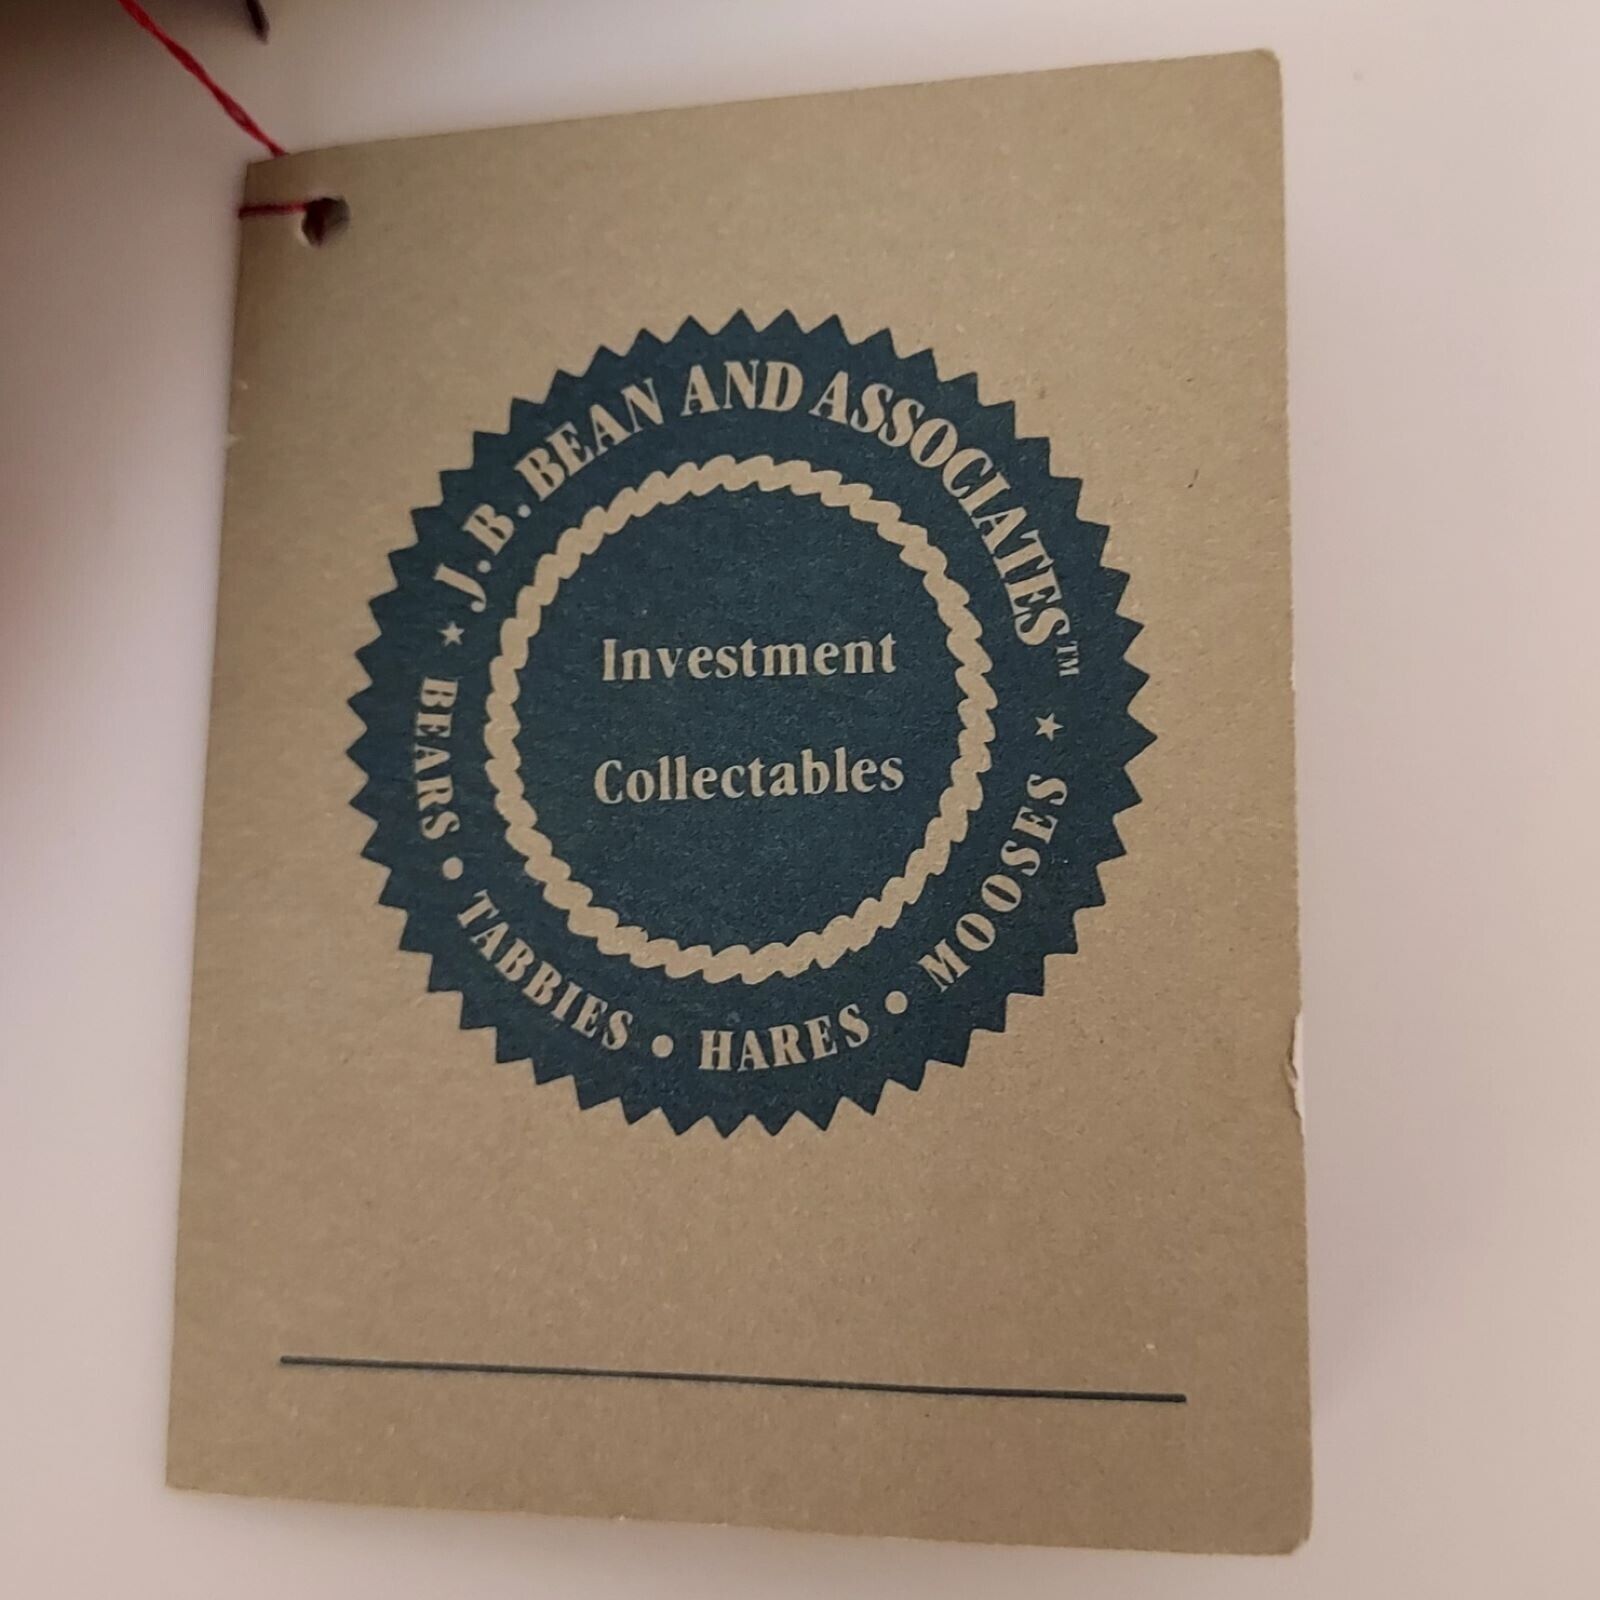 ★ J.B. BEAN AND ASSOCIATES™ ★
Investment
Collectables
BEARS • TABBIES • HARES • MOOSES